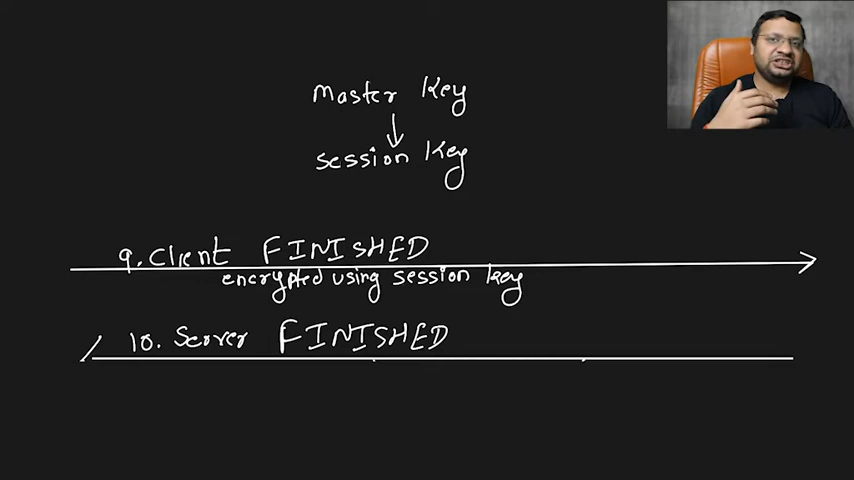 Master Key
session Key
9. Client FINISHED
encrypted using session key
10. Server FINISHED